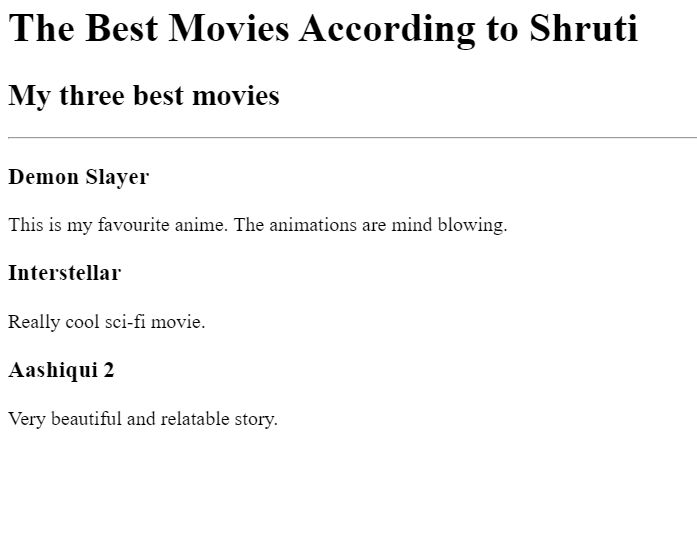 The Best Movies According to Shruti
My three best movies
Demon Slayer
This is my favourite anime. The animations are mind blowing.
Interstellar
Really cool sci-fi movie.
Aashiqui 2
Very beautiful and relatable story.